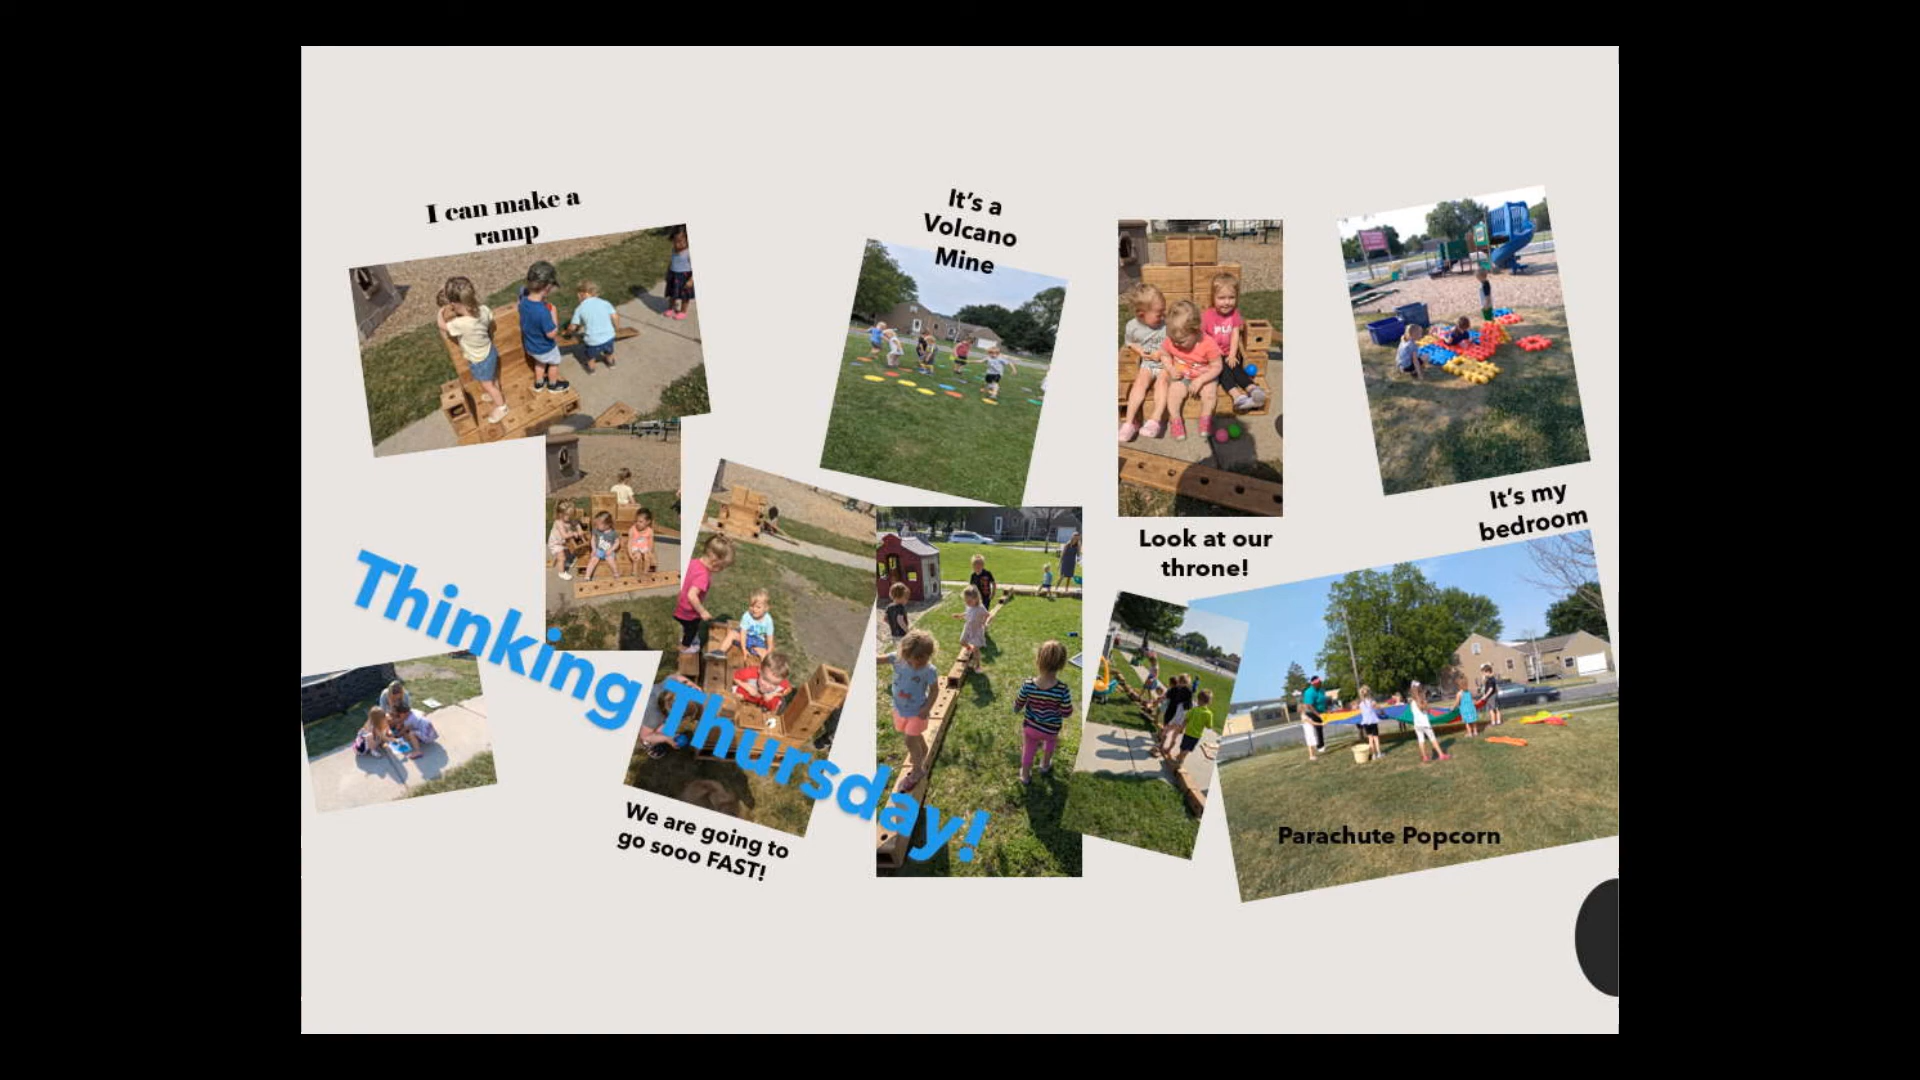 I can make a
ramp
It's a
Volcano
Mine
Look at our
throne!
It's my
bedroom
Thinking Thursday!
We are going to
go sooo FAST!
Parachute Popcorn